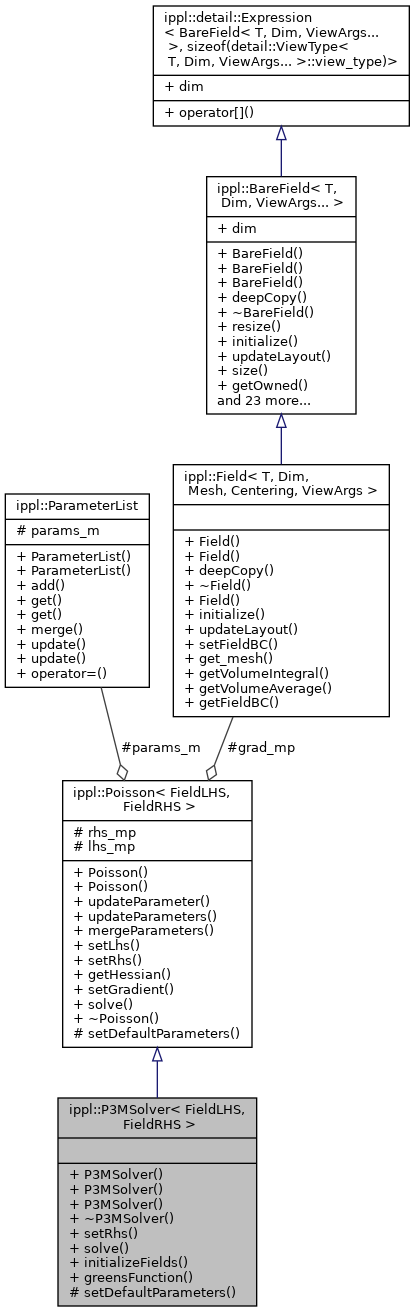 ippl::detail::Expression
< BareField< T, Dim, ViewArgs...
>, sizeof(detail::ViewType<
T, Dim, ViewArgs... >::view_type)>
+ dim
+ operator[]()
ippl::BareField< T,
Dim, ViewArgs... >
+ dim
+ BareField()
+ BareField()
+ BareField()
+ deepCopy()
+ ~BareField()
+ resize()
+ initialize()
+ updateLayout()
+ size()
+ getOwned()
and 23 more...
ippl::Field< T, Dim,
Mesh, Centering, ViewArgs >
+ Field()
+ Field()
+ deepCopy()
+ ~Field()
+ Field()
+ initialize()
+ updateLayout()
+ setFieldBC()
+ get_mesh()
+ getVolumeIntegral()
+ getVolumeAverage()
+ getFieldBC()
ippl::ParameterList
# params_m
+ ParameterList()
+ ParameterList()
+ add()
+ get()
+ get()
+ merge()
+ update()
+ update()
+ operator=()
#params_m
#grad_mp
ippl::Poisson< FieldLHS,
FieldRHS >
# rhs_mp
# lhs_mp
+ Poisson()
+ Poisson()
+ updateParameter()
+ updateParameters()
+ mergeParameters()
+ setLhs()
+ setRhs()
+ getHessian()
+ setGradient()
+ solve()
+ ~Poisson()
# setDefaultParameters()
ippl::P3MSolver< FieldLHS,
FieldRHS >
+ P3MSolver()
+ P3MSolver()
+ P3MSolver()
+ ~P3MSolver()
+ setRhs()
+ solve()
+ initializeFields()
+ greensFunction()
# setDefaultParameters()